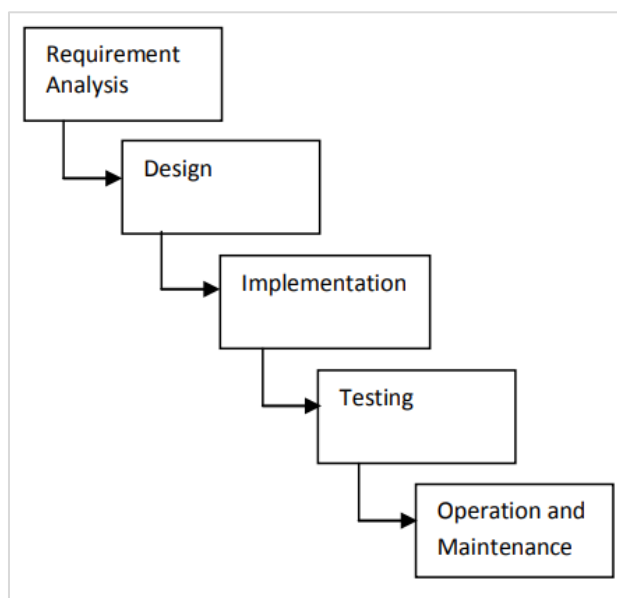 Requirement
Analysis
Design
Implementation
Testing
Operation and
Maintenance